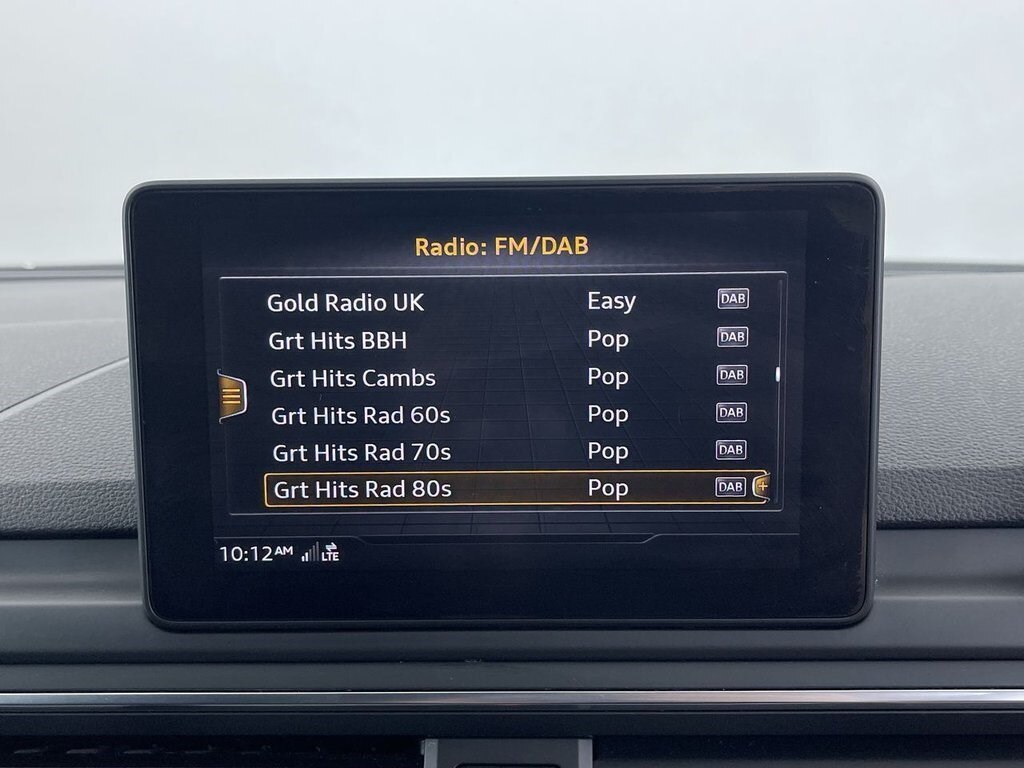 Radio: FM/DAB
Gold Radio UK Easy DAB
Grt Hits BBH Pop DAB
Grt Hits Cambs Pop DAB
Grt Hits Rad 60s Pop DAB
Grt Hits Rad 70s Pop DAB
Grt Hits Rad 80s Pop DAB +
10:12 AM LTE